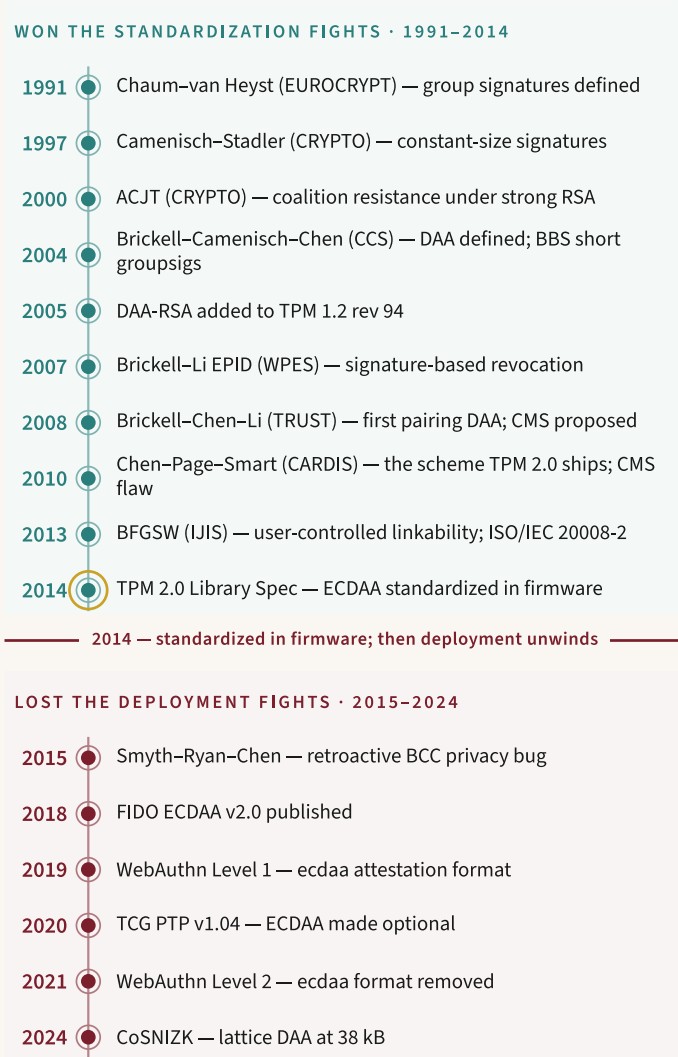 WON THE STANDARDIZATION FIGHTS · 1991–2014
1991 Chaum–van Heyst (EUROCRYPT) — group signatures defined
1997 Camenisch–Stadler (CRYPTO) — constant-size signatures
2000 ACJT (CRYPTO) — coalition resistance under strong RSA
2004 Brickell–Camenisch–Chen (CCS) — DAA defined; BBS short
groupsigs
2005 DAA-RSA added to TPM 1.2 rev 94
2007 Brickell–Li EPID (WPES) — signature-based revocation
2008 Brickell–Chen–Li (TRUST) — first pairing DAA; CMS proposed
2010 Chen–Page–Smart (CARDIS) — the scheme TPM 2.0 ships; CMS
flaw
2013 BFGSW (IJIS) — user-controlled linkability; ISO/IEC 20008-2
2014 TPM 2.0 Library Spec — ECDAA standardized in firmware
2014 — standardized in firmware; then deployment unwinds
LOST THE DEPLOYMENT FIGHTS · 2015–2024
2015 Smyth–Ryan–Chen — retroactive BCC privacy bug
2018 FIDO ECDAA v2.0 published
2019 WebAuthn Level 1 — ecdaa attestation format
2020 TCG PTP v1.04 — ECDAA made optional
2021 WebAuthn Level 2 — ecdaa format removed
2024 CoSNIZK — lattice DAA at 38 kB